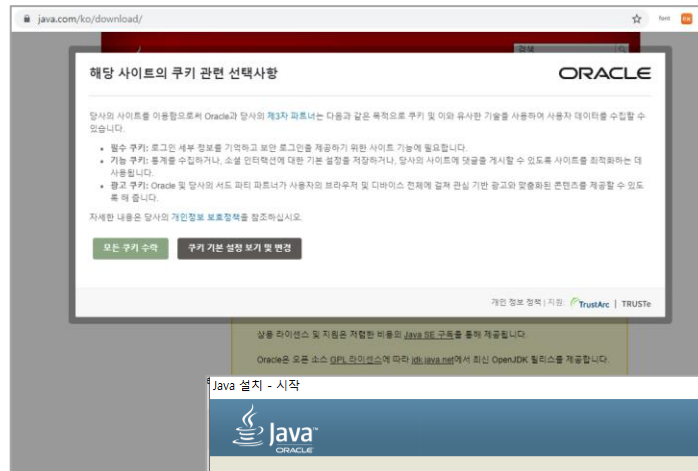 java.com/ko/download/
font
검색
해당 사이트의 쿠키 관련 선택사항
ORACLE
당사의 사이트를 이용함으로써 Oracle과 당사의 제3자 파트너는 다음과 같은 목적으로 쿠키 및 이와 유사한 기술을 사용하여 사용자 데이터를 수집할 수
있습니다.
• 필수 쿠키: 로그인 세부 정보를 기억하고 보안 로그인을 제공하기 위한 사이트 기능에 필요합니다.
• 기능 쿠키: 통계를 수집하거나, 소셜 인터랙션에 대한 기본 설정을 저장하거나, 당사의 사이트에 댓글을 게시할 수 있도록 사이트를 최적화하는 데
사용됩니다.
• 광고 쿠키: Oracle 및 당사의 서드 파티 파트너가 사용자의 브라우저 및 디바이스 전체에 걸쳐 관심 기반 광고와 맞춤화된 콘텐츠를 제공할 수 있도
록 해 줍니다.
자세한 내용은 당사의 개인정보 보호정책을 참조하십시오.
모든 쿠키 수락
쿠키 기본 설정 보기 및 변경
개인 정보 정책 | 지원: TrustArc | TRUSTe
상용 라이센스 및 지원은 저렴한 비용의 Java SE 구독을 통해 제공됩니다.
Oracle은 오픈 소스 GPL 라이센스에 따라 jdk.java.net에서 최신 OpenJDK 릴리스를 제공합니다.
Java 설치 - 시작
Java™
ORACLE